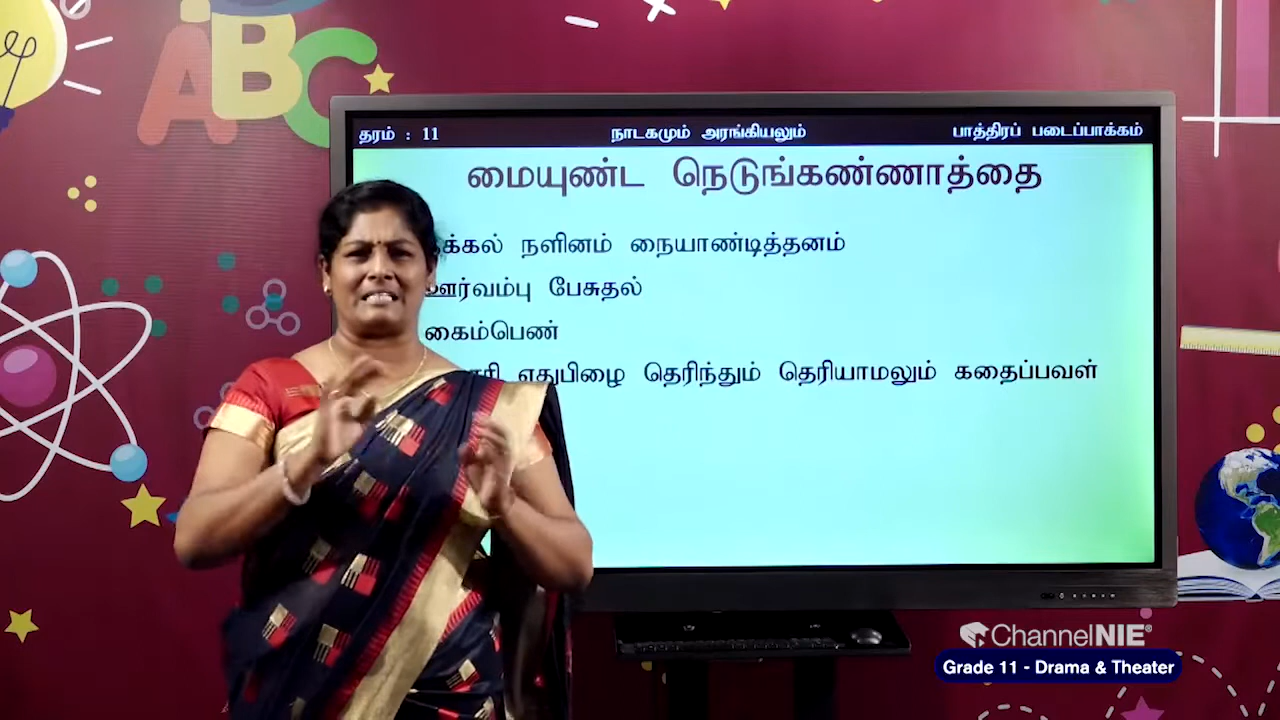 ABC
தரம் : 11 நாடகமும் அரங்கியலும் பாத்திரப் படைப்பாக்கம்
மையுண்ட நெடுங்கண்ணாத்தை
நளினம் நையாண்டித்தனம்
ஊர்வம்பு பேசுதல்
கைம்பெண்
எதுபிழை தெரிந்தும் தெரியாமலும் கதைப்பவள்
ChannelNIE®
Grade 11 - Drama & Theater